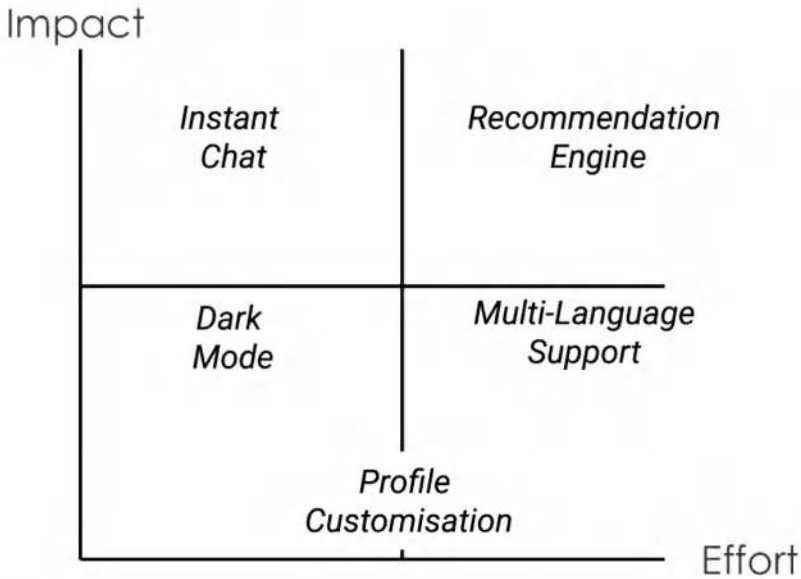 Impact
Instant
Chat
Recommendation
Engine
Dark
Mode
Multi-Language
Support
Profile
Customisation
Effort